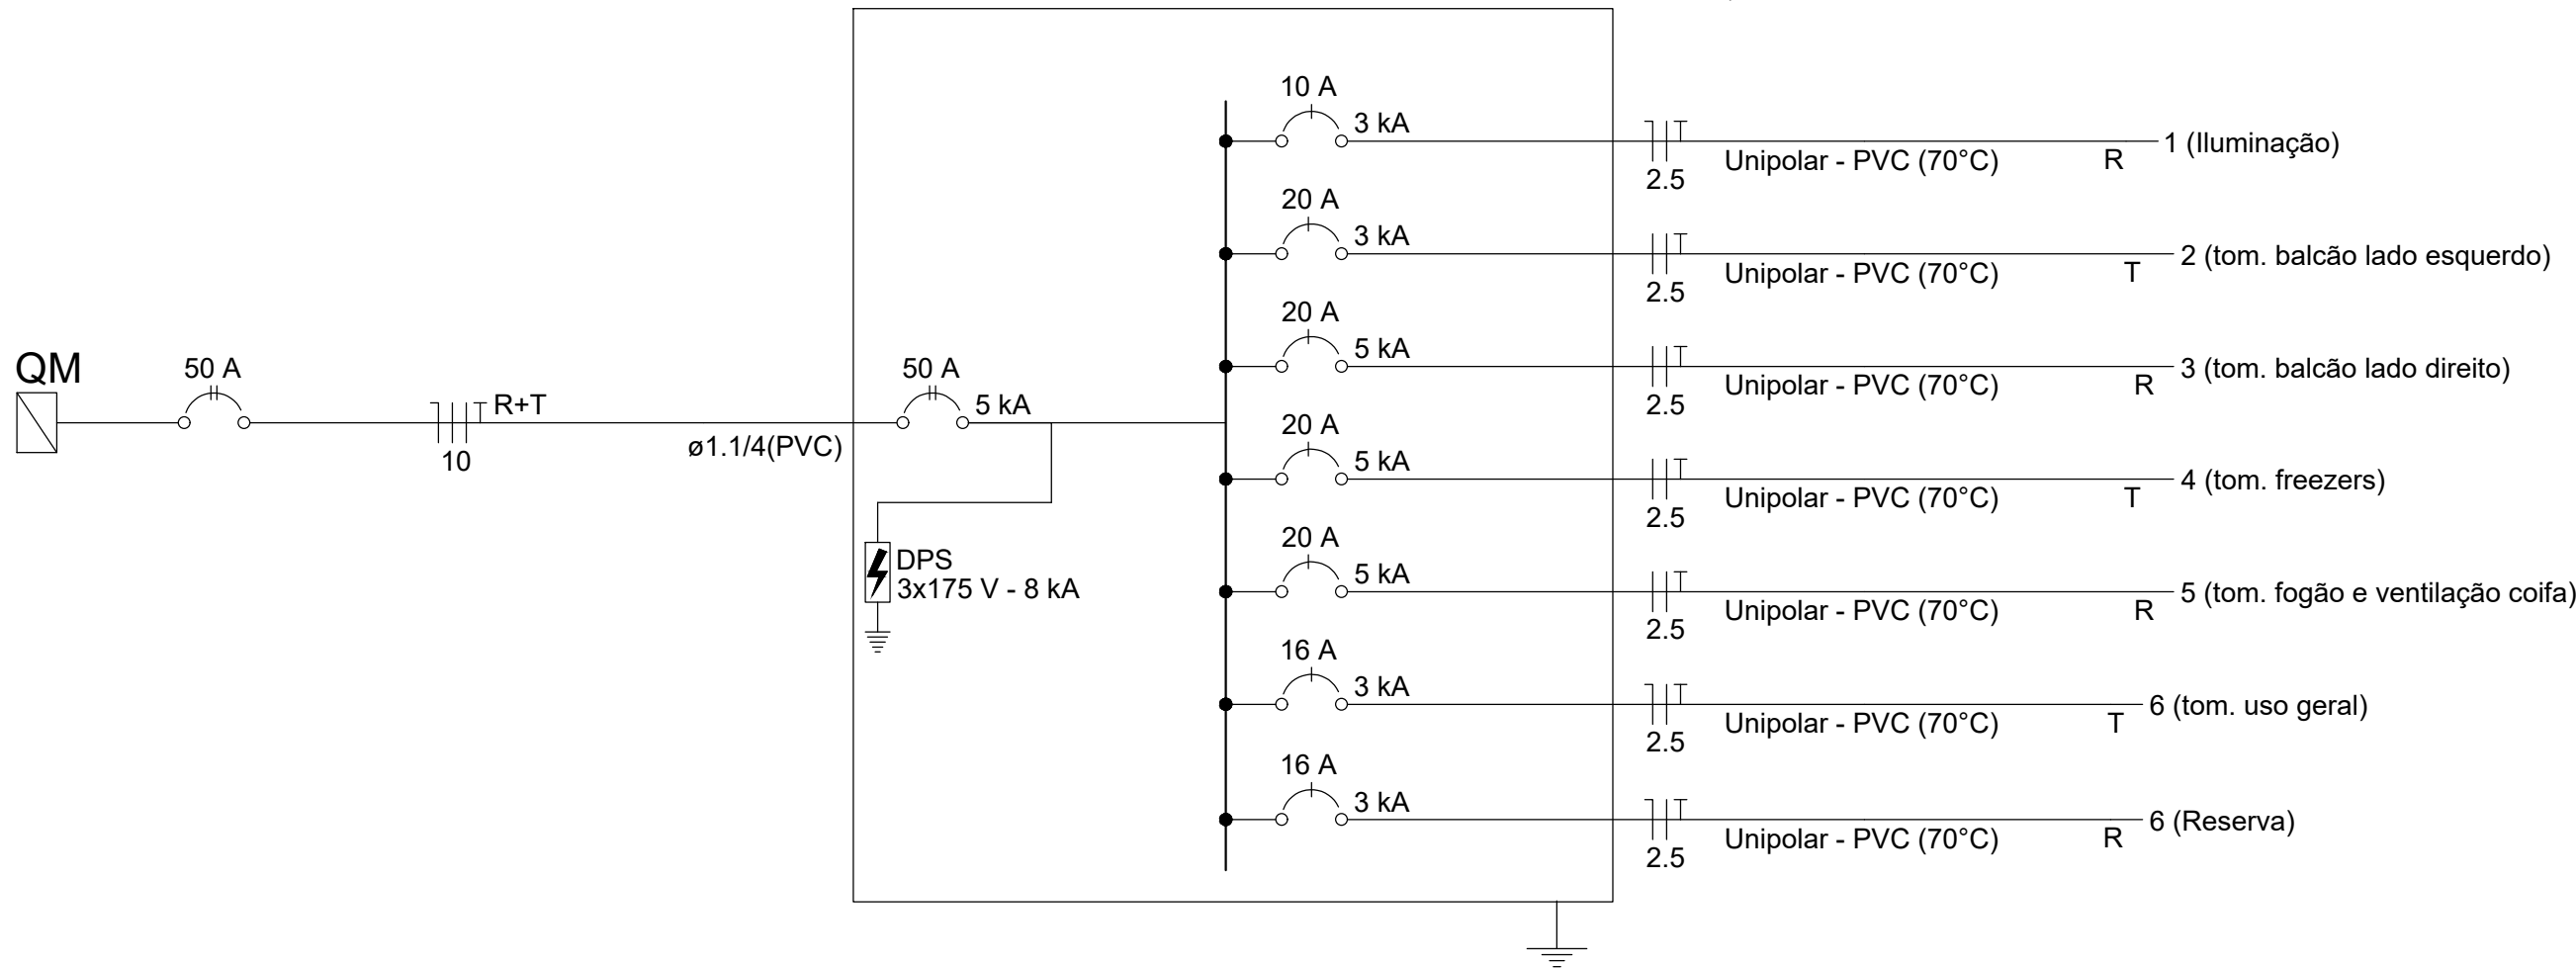 QM
50 A
R+T
10
ø1.1/4(PVC)
50 A
5 kA
DPS
3x175 V - 8 kA
10 A
3 kA
2.5
Unipolar - PVC (70°C)
R
1 (Iluminação)
20 A
3 kA
2.5
Unipolar - PVC (70°C)
T
2 (tom. balcão lado esquerdo)
20 A
5 kA
2.5
Unipolar - PVC (70°C)
R
3 (tom. balcão lado direito)
20 A
5 kA
2.5
Unipolar - PVC (70°C)
T
4 (tom. freezers)
20 A
5 kA
2.5
Unipolar - PVC (70°C)
R
5 (tom. fogão e ventilação coifa)
16 A
3 kA
2.5
Unipolar - PVC (70°C)
T
6 (tom. uso geral)
16 A
3 kA
2.5
Unipolar - PVC (70°C)
R
6 (Reserva)